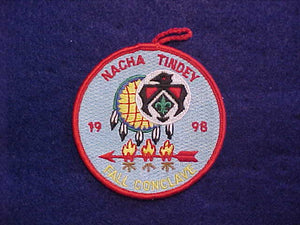 NACHA TINDEY
19 98
FALL CONCLAVE